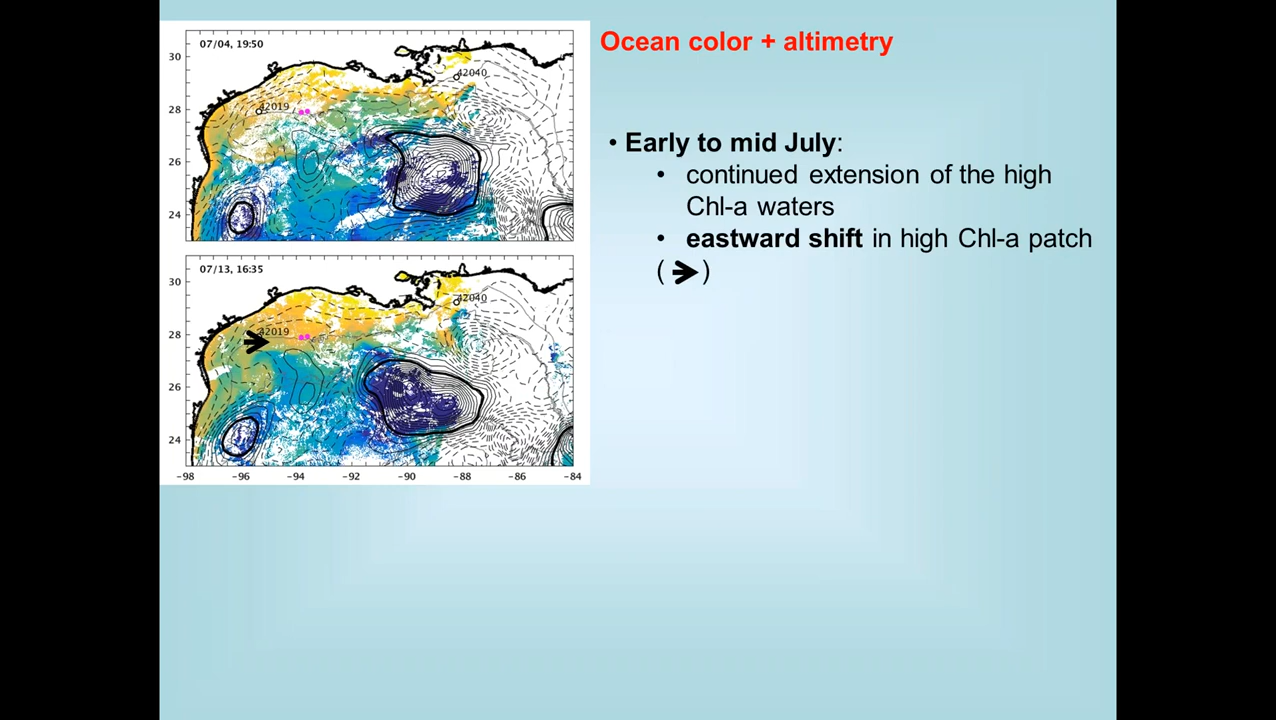 Ocean color + altimetry
07/04, 19:50
30
28
26
24
42040
42019
• Early to mid July:
• continued extension of the high
Chl-a waters
• eastward shift in high Chl-a patch
( ➔ )
07/13, 16:35
30
28
26
24
42040
42019
−98 −96 −94 −92 −90 −88 −86 −84